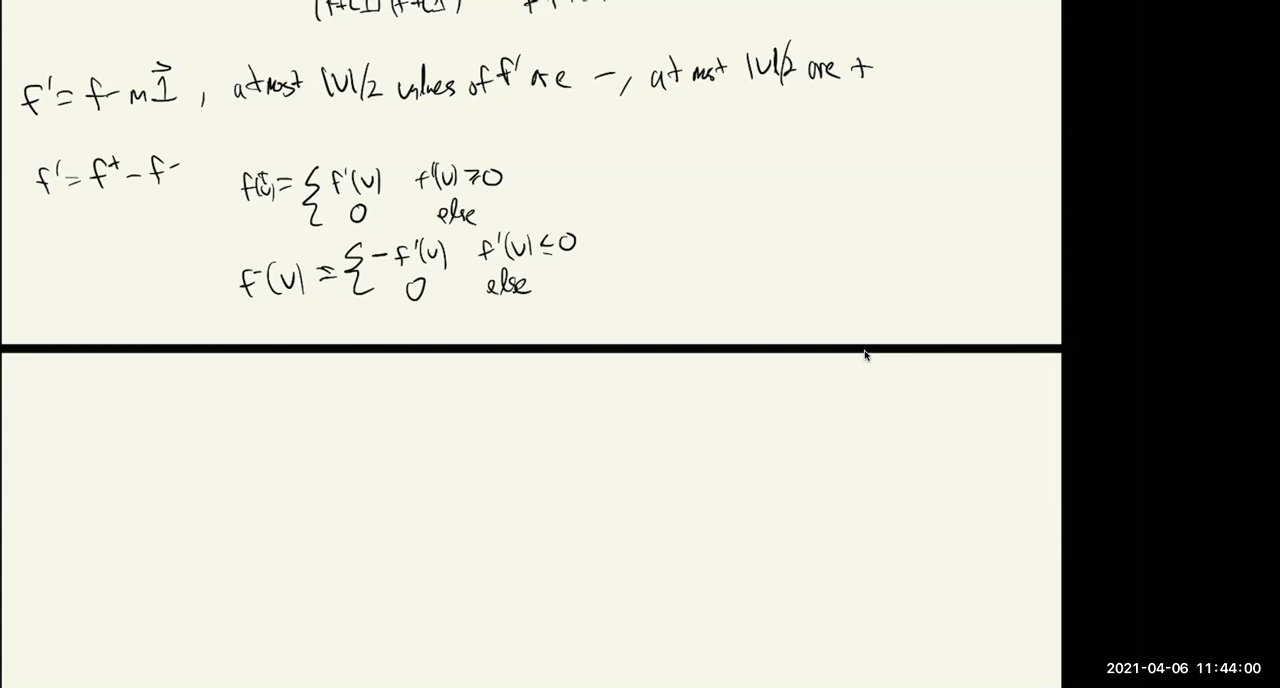 f' = f - m1⃗ , at most |V|/2 values of f' are -, at most |V|/2 are +
f' = f⁺ - f⁻ f⁺(v) = { f'(v) f'(v) ≥ 0
0 else
f⁻(v) = { -f'(v) f'(v) ≤ 0
0 else
2021-04-06 11:44:00